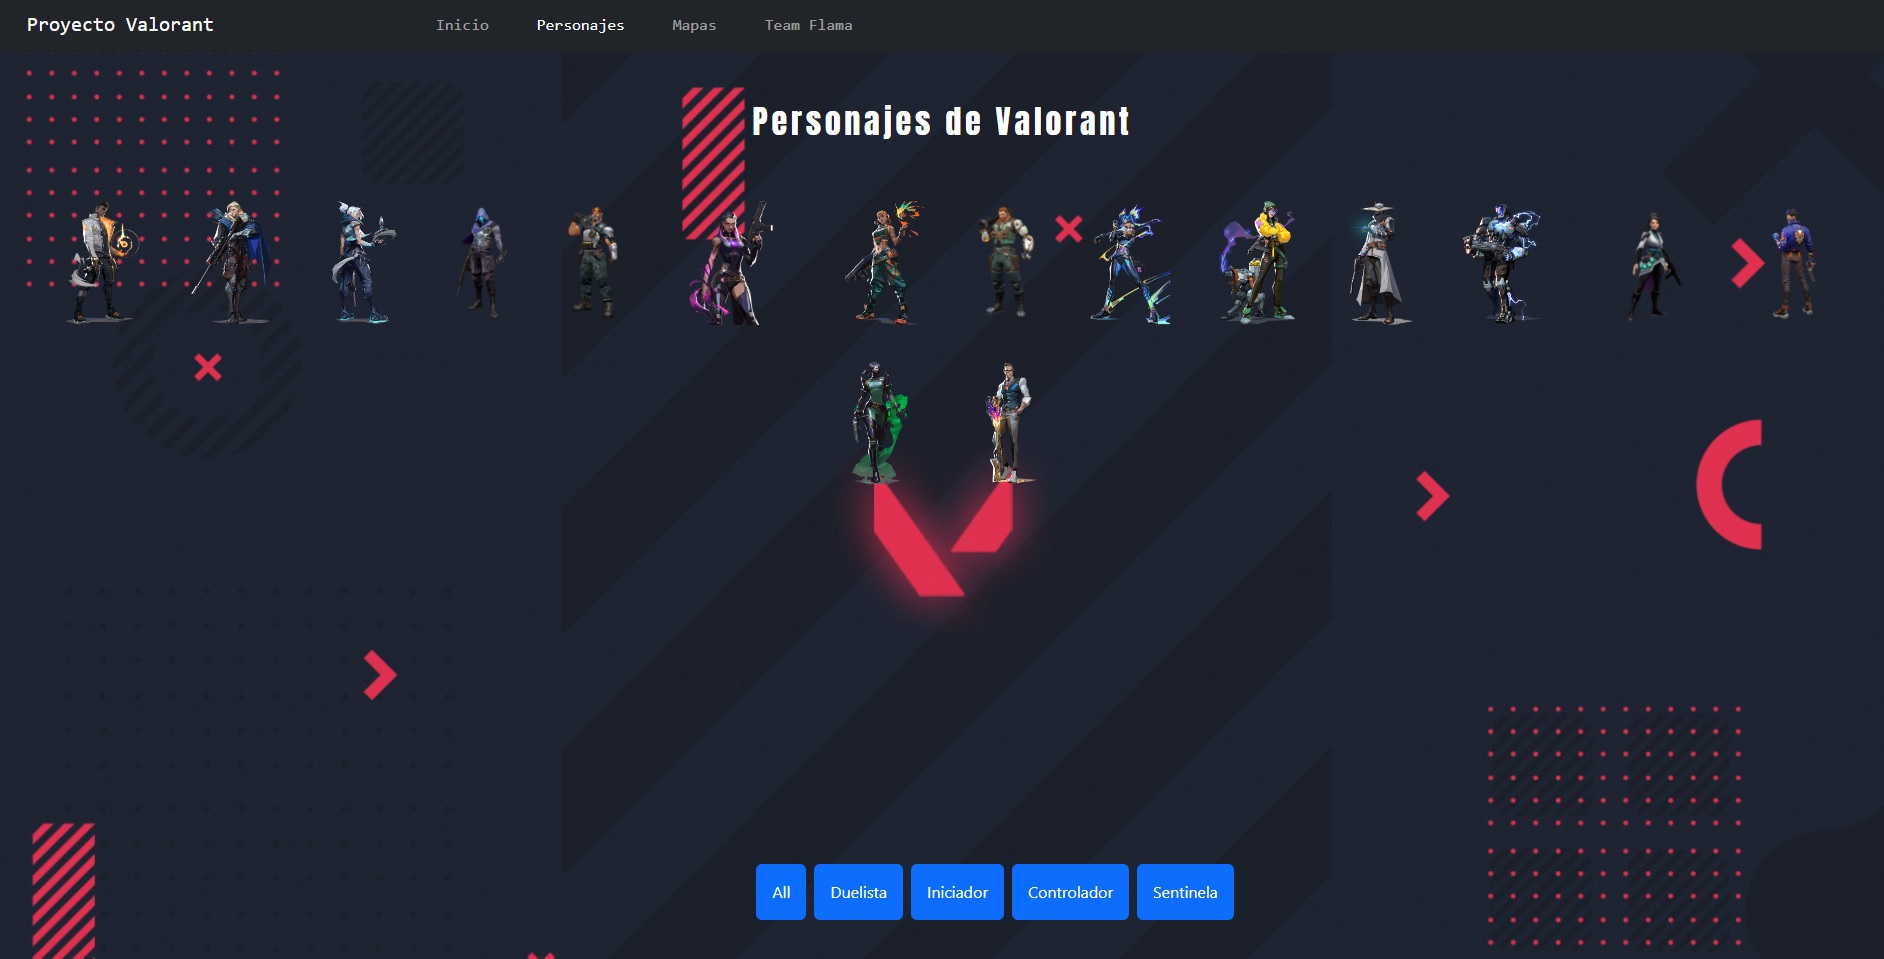 Proyecto Valorant
Inicio
Personajes
Mapas
Team Flama
Personajes de Valorant
All
Duelista
Iniciador
Controlador
Sentinela